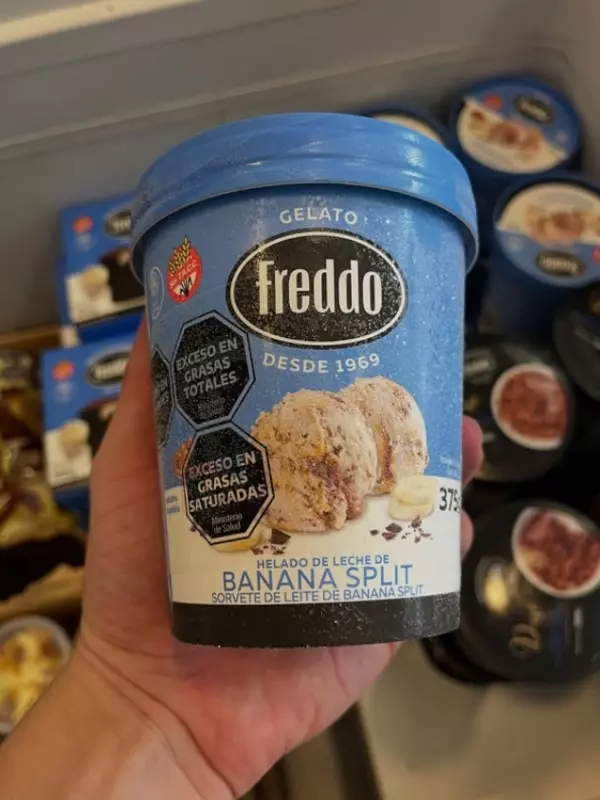 GELATO
freddo
DESDE 1969
EXCESO EN
GRASAS
TOTALES
EXCESO EN
GRASAS
SATURADAS
Ministerio
de Salud
375
HELADO DE LECHE DE
BANANA SPLIT
SORVETE DE LEITE DE BANANA SPLIT
freddo